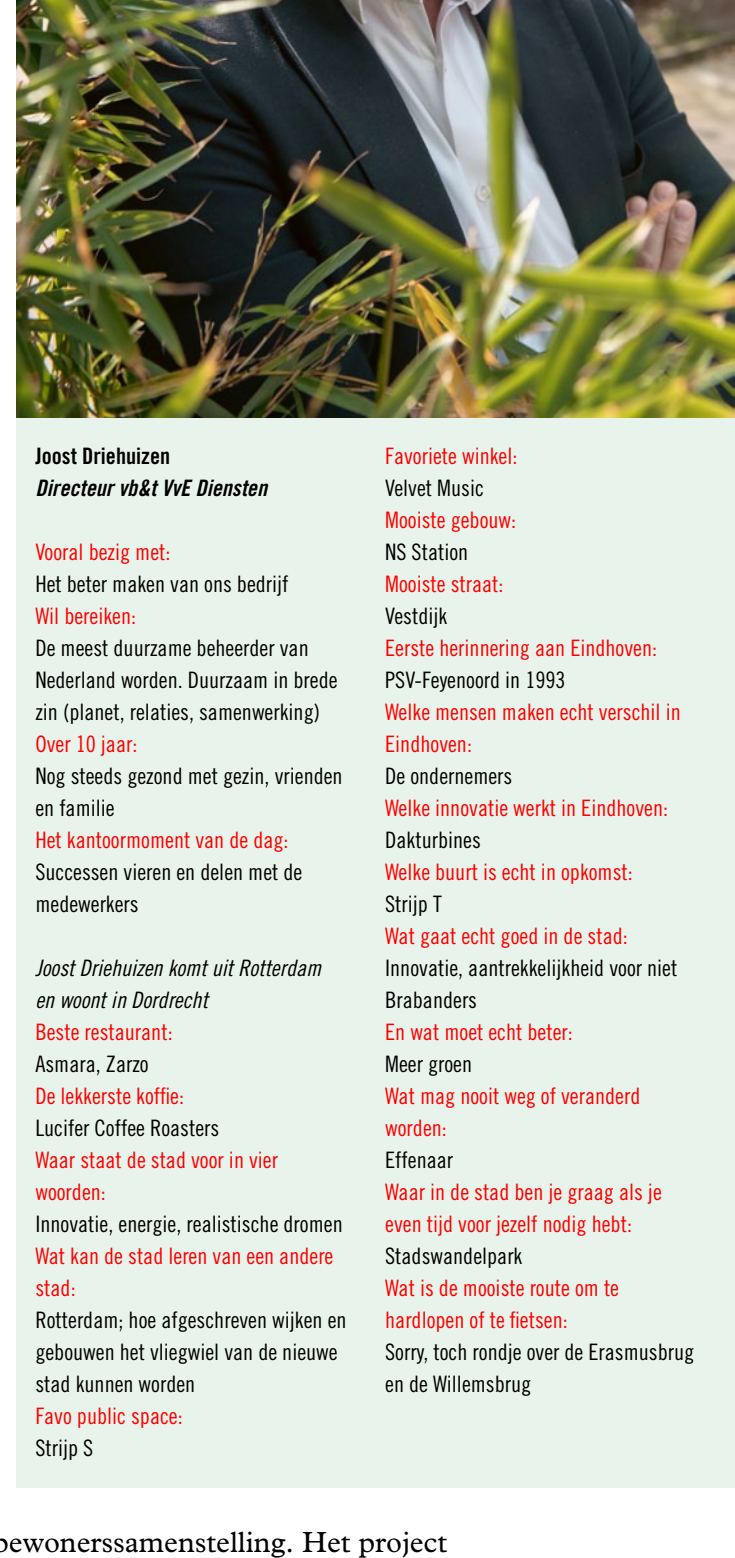 Joost Driehuizen
Directeur vb&t VvE Diensten
Vooral bezig met:
Het beter maken van ons bedrijf
Wil bereiken:
De meest duurzame beheerder van
Nederland worden. Duurzaam in brede
zin (planet, relaties, samenwerking)
Over 10 jaar:
Nog steeds gezond met gezin, vrienden
en familie
Het kantoormoment van de dag:
Successen vieren en delen met de
medewerkers
Joost Driehuizen komt uit Rotterdam
en woont in Dordrecht
Beste restaurant:
Asmara, Zarzo
De lekkerste koffie:
Lucifer Coffee Roasters
Waar staat de stad voor in vier
woorden:
Innovatie, energie, realistische dromen
Wat kan de stad leren van een andere
stad:
Rotterdam; hoe afgeschreven wijken en
gebouwen het vliegwiel van de nieuwe
stad kunnen worden
Favo public space:
Strijp S
Favoriete winkel:
Velvet Music
Mooiste gebouw:
NS Station
Mooiste straat:
Vestdijk
Eerste herinnering aan Eindhoven:
PSV-Feyenoord in 1993
Welke mensen maken echt verschil in
Eindhoven:
De ondernemers
Welke innovatie werkt in Eindhoven:
Dakturbines
Welke buurt is echt in opkomst:
Strijp T
Wat gaat echt goed in de stad:
Innovatie, aantrekkelijkheid voor niet
Brabanders
En wat moet echt beter:
Meer groen
Wat mag nooit weg of veranderd
worden:
Effenaar
Waar in de stad ben je graag als je
even tijd voor jezelf nodig hebt:
Stadswandelpark
Wat is de mooiste route om te
hardlopen of te fietsen:
Sorry, toch rondje over de Erasmusbrug
en de Willemsbrug
bewonerssamenstelling. Het project